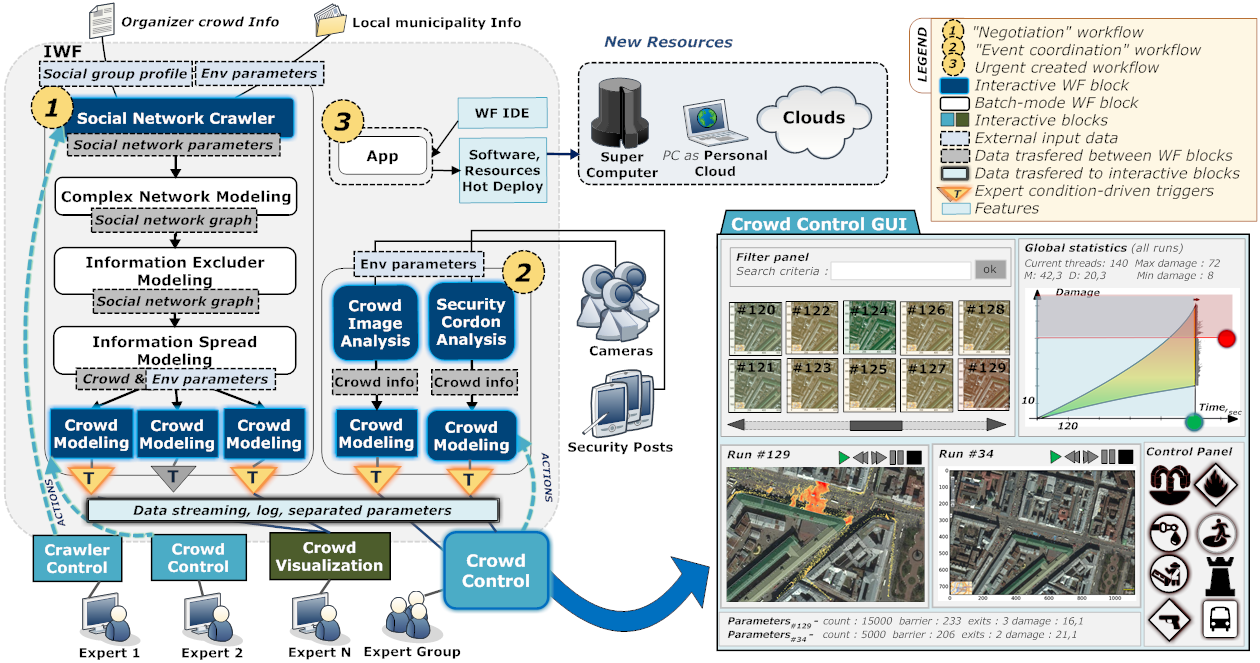 Organizer crowd Info
Local municipality Info
IWF
Social group profile
Env parameters
1
Social Network Crawler
Social network parameters
Complex Network Modeling
Social network graph
Information Excluder
Modeling
Social network graph
Information Spread
Modeling
Crowd &
Env parameters
Crowd
Modeling
Crowd
Modeling
Crowd
Modeling
T
T
T
3
App
WF IDE
Software,
Resources
Hot Deploy
Env parameters
2
Crowd
Image
Analysis
Security
Cordon
Analysis
Crowd info
Crowd info
Crowd
Modeling
Crowd
Modeling
T
T
ACTIONS
ACTIONS
Data streaming, log, separated parameters
Crawler
Control
Crowd
Control
Crowd
Visualization
Crowd
Control
Expert 1
Expert 2
Expert N
Expert Group
New Resources
Super
Computer
PC as Personal
Cloud
Clouds
Cameras
Security Posts
LEGEND
1
"Negotiation" workflow
2
"Event coordination" workflow
3
Urgent created workflow
Interactive WF block
Batch-mode WF block
Interactive blocks
External input data
Data trasfered between WF blocks
Data trasfered to interactive blocks
T
Expert condition-driven triggers
Features
Crowd Control GUI
Filter panel
Search criteria :
ok
#120
#122
#124
#126
#128
#121
#123
#125
#127
#129
Global statistics (all runs)
Current threads: 140 Max damage : 72
M: 42,3 D: 20,3 Min damage : 8
Damage
10
120
Time,sec
Run #129
Run #34
0
100
200
300
400
500
600
700
0
200
400
600
800
1000
Control Panel
Parameters#129 - count : 15000 barrier : 233 exits : 3 damage : 16,1
Parameters#34 - count : 5000 barrier : 206 exits : 2 damage : 21,1